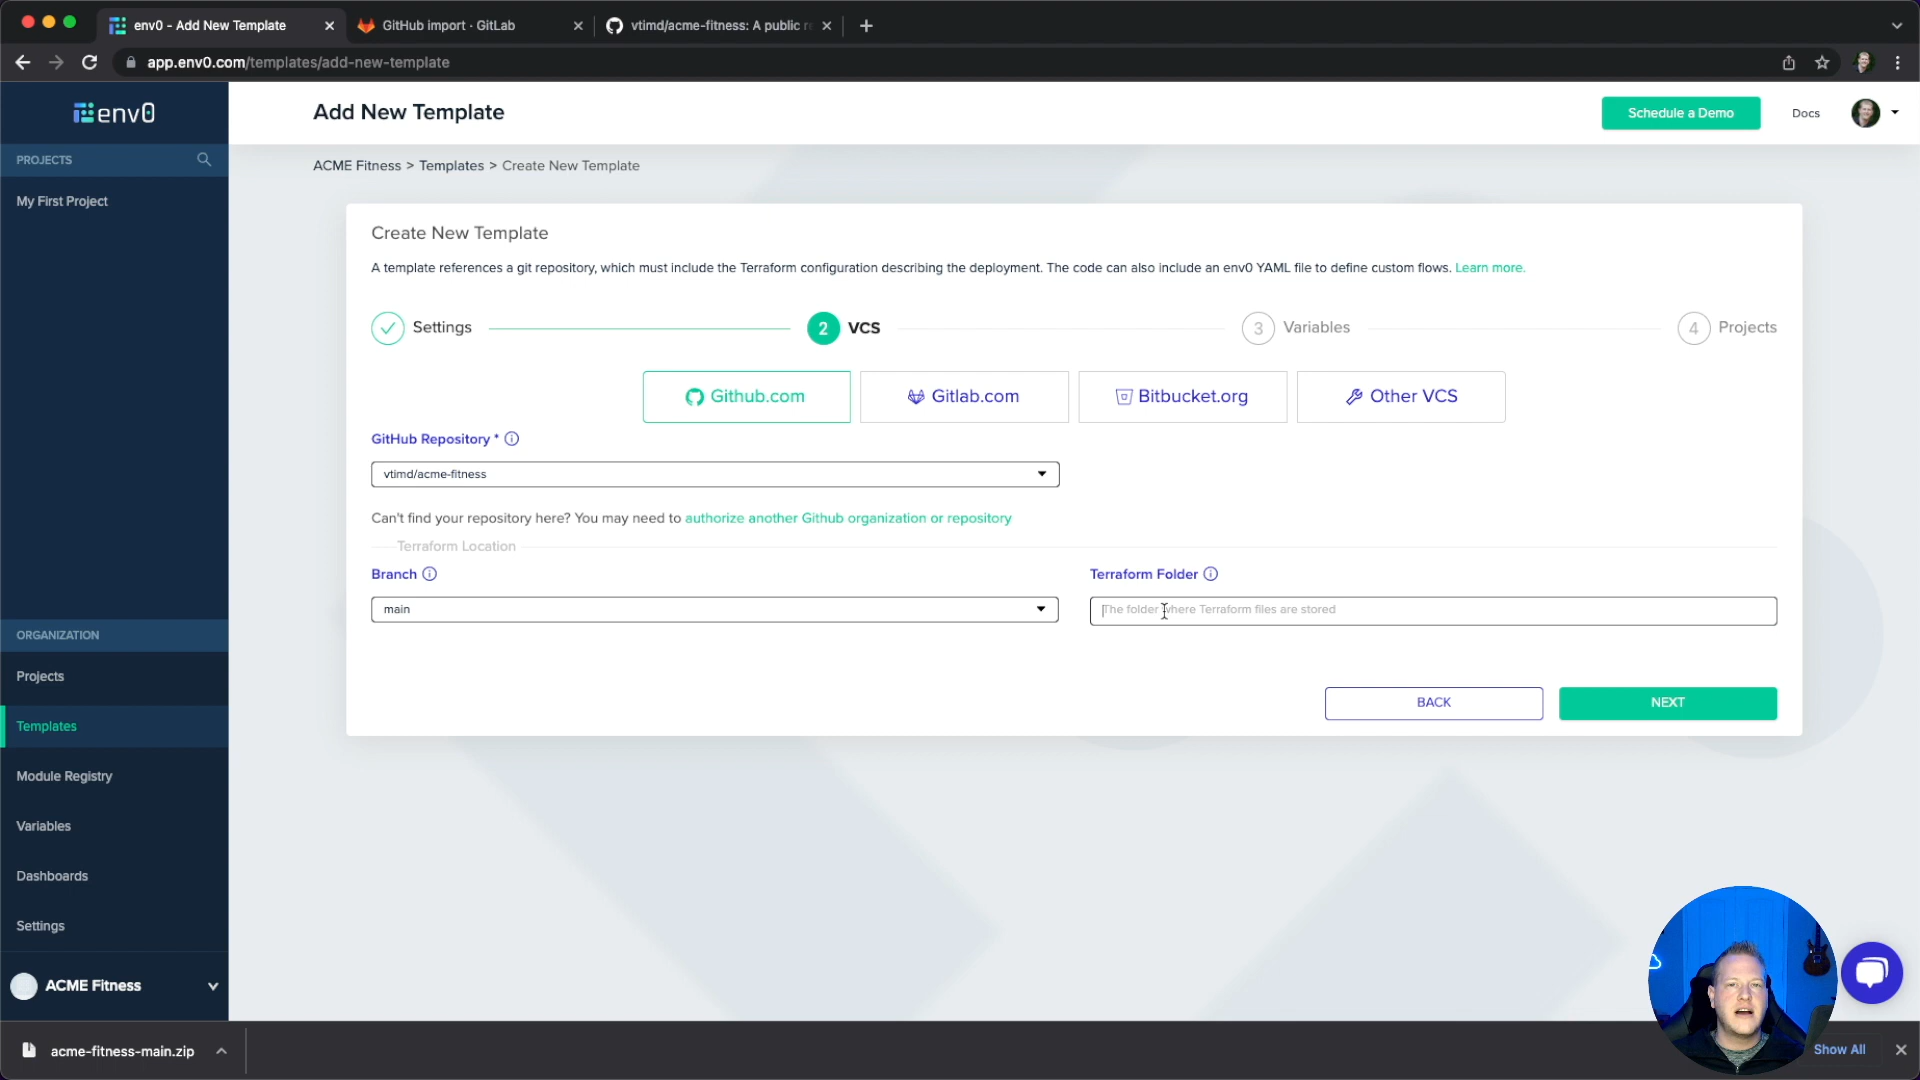 env0 - Add New Template
GitHub import · GitLab
vtimd/acme-fitness: A public r
app.env0.com/templates/add-new-template
env0
Add New Template
Schedule a Demo
Docs
PROJECTS
ACME Fitness > Templates > Create New Template
My First Project
Create New Template
A template references a git repository, which must include the Terraform configuration describing the deployment. The code can also include an env0 YAML file to define custom flows. Learn more.
Settings
2 VCS
3 Variables
4 Projects
Github.com
Gitlab.com
Bitbucket.org
Other VCS
GitHub Repository *
vtimd/acme-fitness
Can't find your repository here? You may need to authorize another Github organization or repository
Terraform Location
Branch
Terraform Folder
main
The folder where Terraform files are stored
BACK
NEXT
ORGANIZATION
Projects
Templates
Module Registry
Variables
Dashboards
Settings
ACME Fitness
acme-fitness-main.zip
Show All